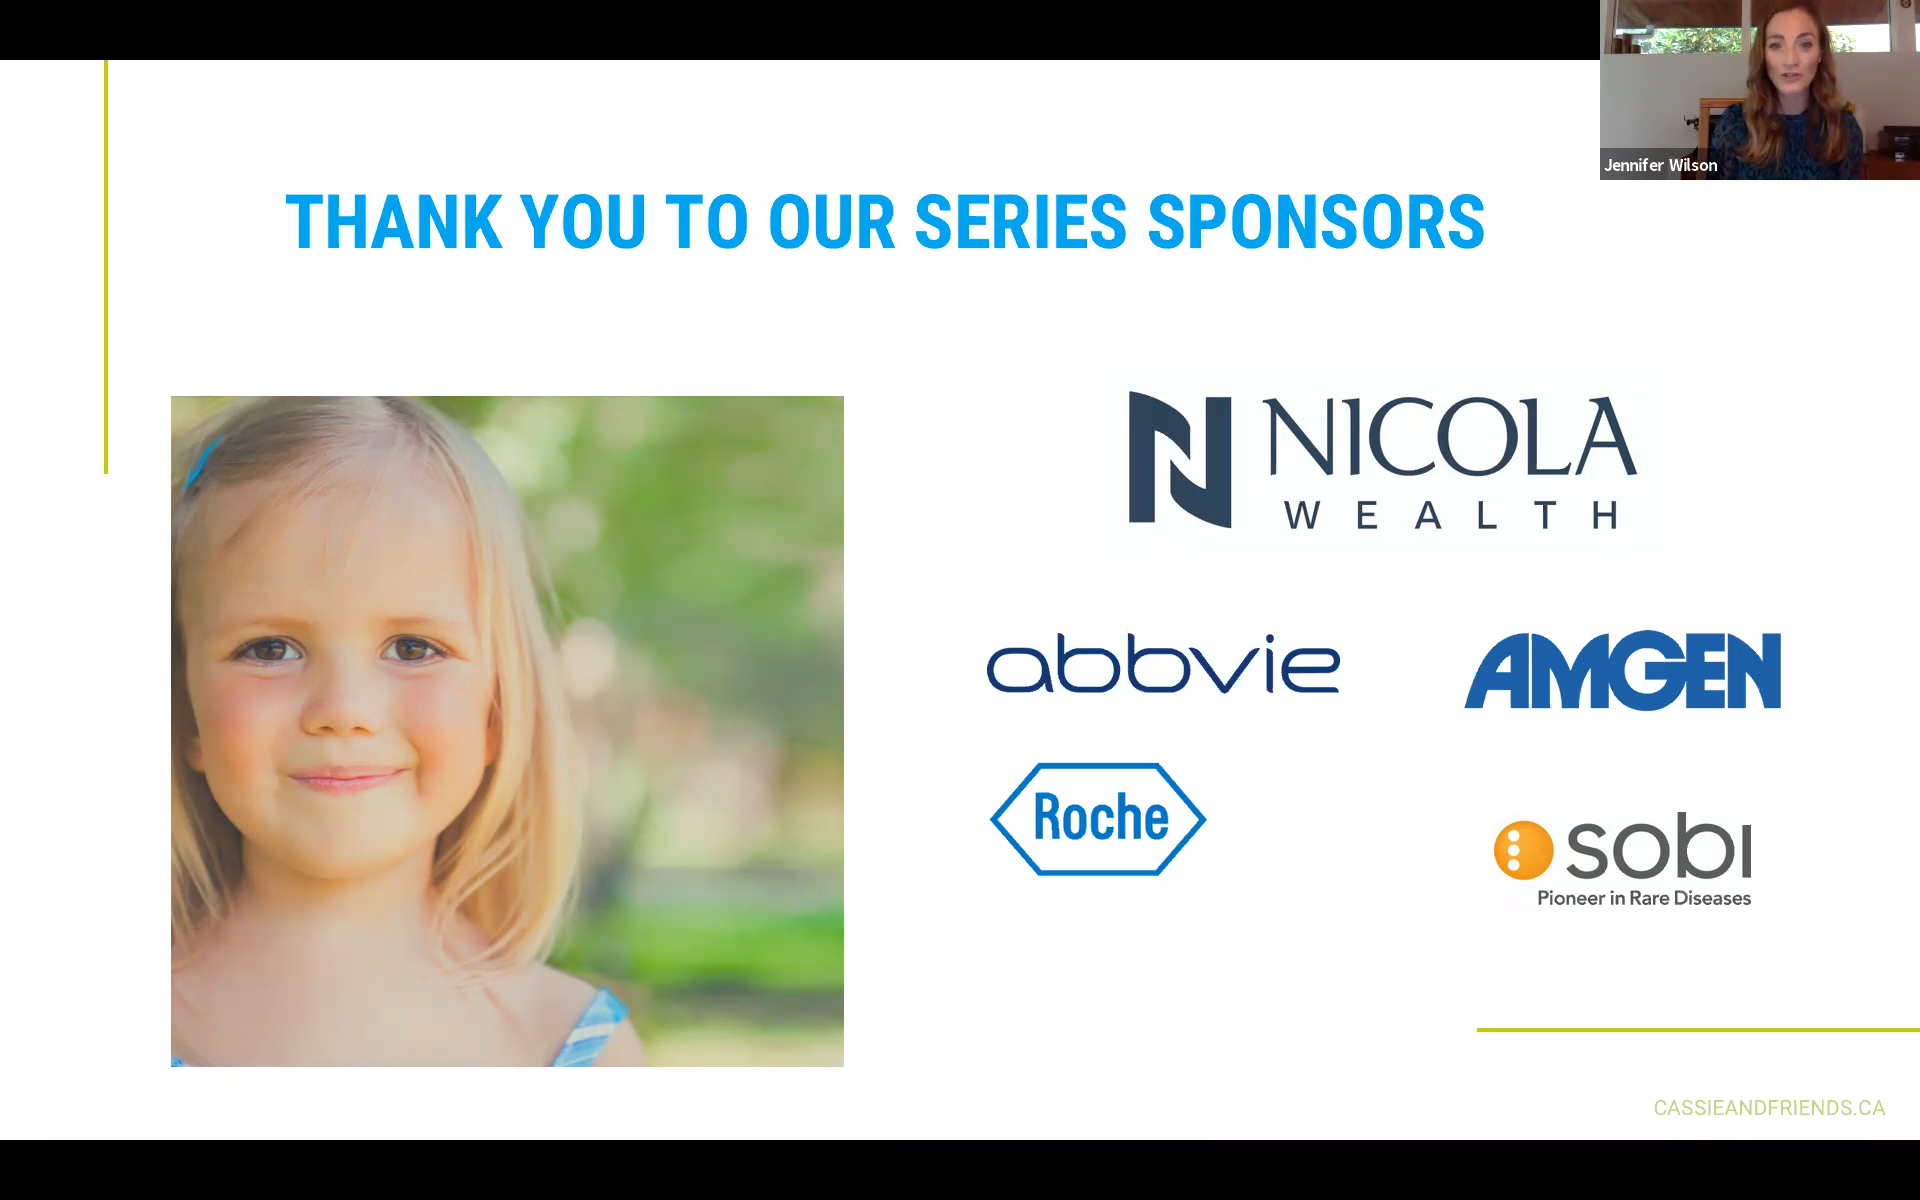 Jennifer Wilson
THANK YOU TO OUR SERIES SPONSORS
NICOLA
WEALTH
abbvie
AMGEN
Roche
sobi
Pioneer in Rare Diseases
CASSIEANDFRIENDS.CA